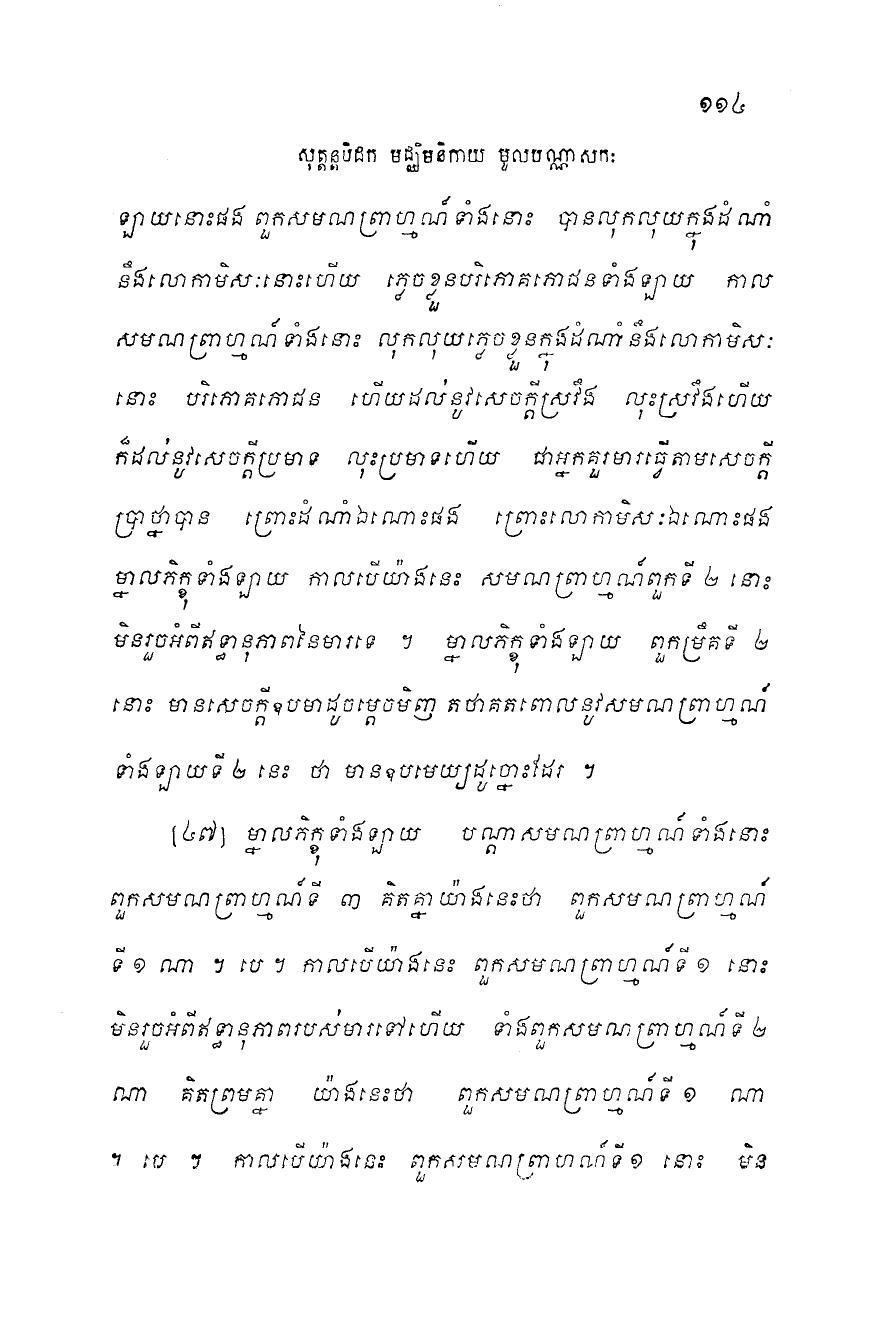 ១១៤
សុត្តន្តបិដក មជ្ឈិមនិកាយ មូលបណ្ណាសកៈ
ឡាយនោះផង ពួកសមណព្រាហ្មណ៍ទាំងនោះ បានលុកលុយក្នុងដំណាំ
នឹងលោកាមិសៈនោះហើយ ភ្លេចខ្លួនបរិភោគភោជនទាំងឡាយ កាល
សមណព្រាហ្មណ៍ទាំងនោះ លុកលុយភ្លេចខ្លួនក្នុងដំណាំនឹងលោកាមិសៈ
នោះ បរិភោគភោជន ហើយដល់នូវសេចក្តីស្រវឹង លុះស្រវឹងហើយ
ក៏ដល់នូវសេចក្តីប្រមាទ លុះប្រមាទហើយ ជាអ្នកគួរមារធ្វើតាមសេចក្តី
ប្រាថ្នាបាន ព្រោះដំណាំឯណោះផង ព្រោះលោកាមិសៈឯណោះផង
ម្នាលភិក្ខុទាំងឡាយ កាលបើយ៉ាងនេះ សមណព្រាហ្មណ៍ពួកទី ២ នោះ
មិនរួចអំពីឥទ្ធានុភាពនៃមារទេ ។ ម្នាលភិក្ខុទាំងឡាយ ពួកម្រឹគទី ២
នោះ មានសេចក្តីឧបមាដូចម្តេចមិញ តថាគតពោលនូវសមណព្រាហ្មណ៍
ទាំងឡាយទី ២ នេះ ថា មានឧបមេយ្យដូច្នោះដែរ ។
[៤៧] ម្នាលភិក្ខុទាំងឡាយ បណ្តាសមណព្រាហ្មណ៍ទាំងនោះ
ពួកសមណព្រាហ្មណ៍ទី ៣ គិតគ្នាយ៉ាងនេះថា ពួកសមណព្រាហ្មណ៍
ទី ១ ណា ។ បេ ។ កាលបើយ៉ាងនេះ ពួកសមណព្រាហ្មណ៍ទី ១ នោះ
មិនរួចអំពីឥទ្ធានុភាពរបស់មារទៅហើយ ទាំងពួកសមណព្រាហ្មណ៍ទី ២
ណា គិតព្រមគ្នា យ៉ាងនេះថា ពួកសមណព្រាហ្មណ៍ទី ១ ណា
។ បេ ។ កាលបើយ៉ាងនេះ ពួកសរមណព្រាហណ៍ទី ១ នោះ មិន